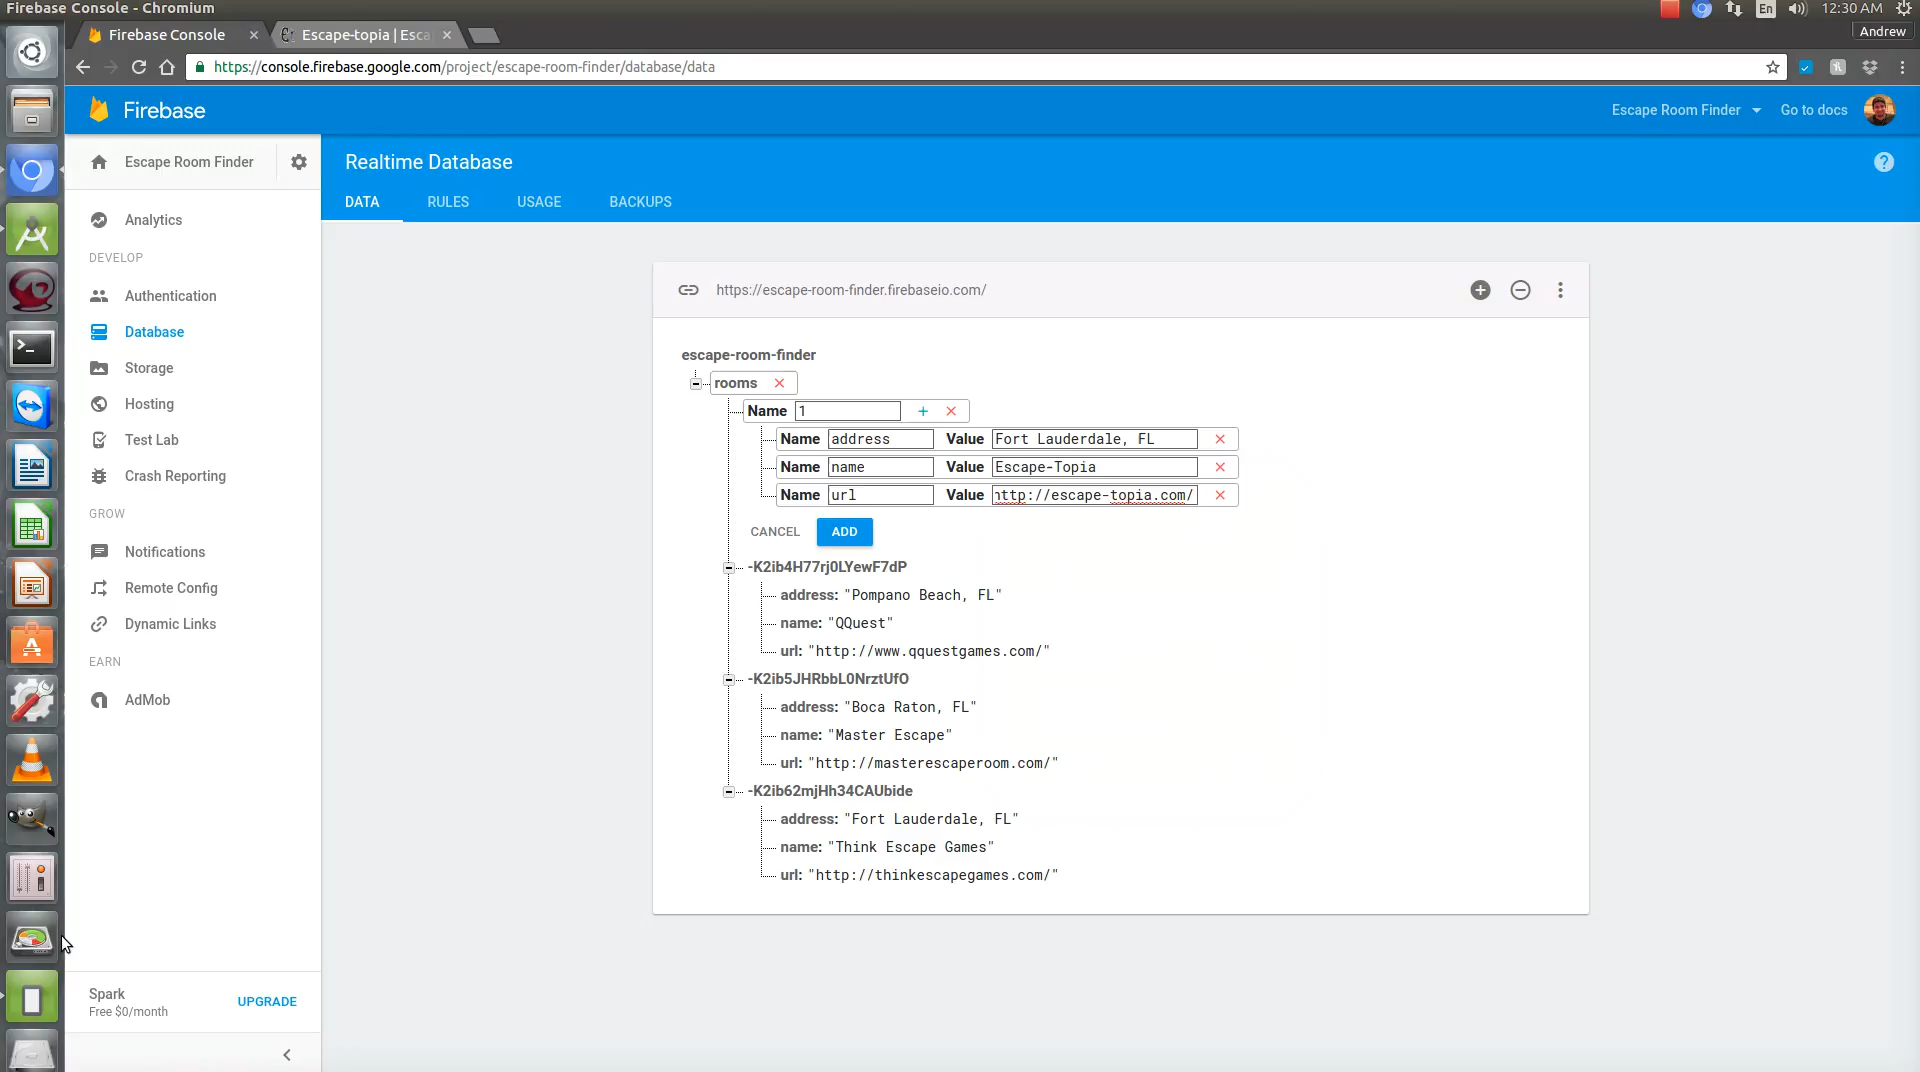 Firebase Console - Chromium
En
12:30 AM
Firebase Console
Escape-topia | Esca
Andrew
https://console.firebase.google.com/project/escape-room-finder/database/data
Firebase
Escape Room Finder
Go to docs
Escape Room Finder
Realtime Database
DATA RULES USAGE BACKUPS
Analytics
DEVELOP
Authentication
Database
Storage
Hosting
Test Lab
Crash Reporting
GROW
Notifications
Remote Config
Dynamic Links
EARN
AdMob
Spark
Free $0/month
UPGRADE
https://escape-room-finder.firebaseio.com/
escape-room-finder
rooms
Name 1
Name address Value Fort Lauderdale, FL
Name name Value Escape-Topia
Name url Value http://escape-topia.com/
CANCEL ADD
-K2ib4H77rj0LYewF7dP
address: "Pompano Beach, FL"
name: "QQuest"
url: "http://www.qquestgames.com/"
-K2ib5JHRbbL0NrztUfO
address: "Boca Raton, FL"
name: "Master Escape"
url: "http://masterescaperoom.com/"
-K2ib62mjHh34CAUbide
address: "Fort Lauderdale, FL"
name: "Think Escape Games"
url: "http://thinkescapegames.com/"